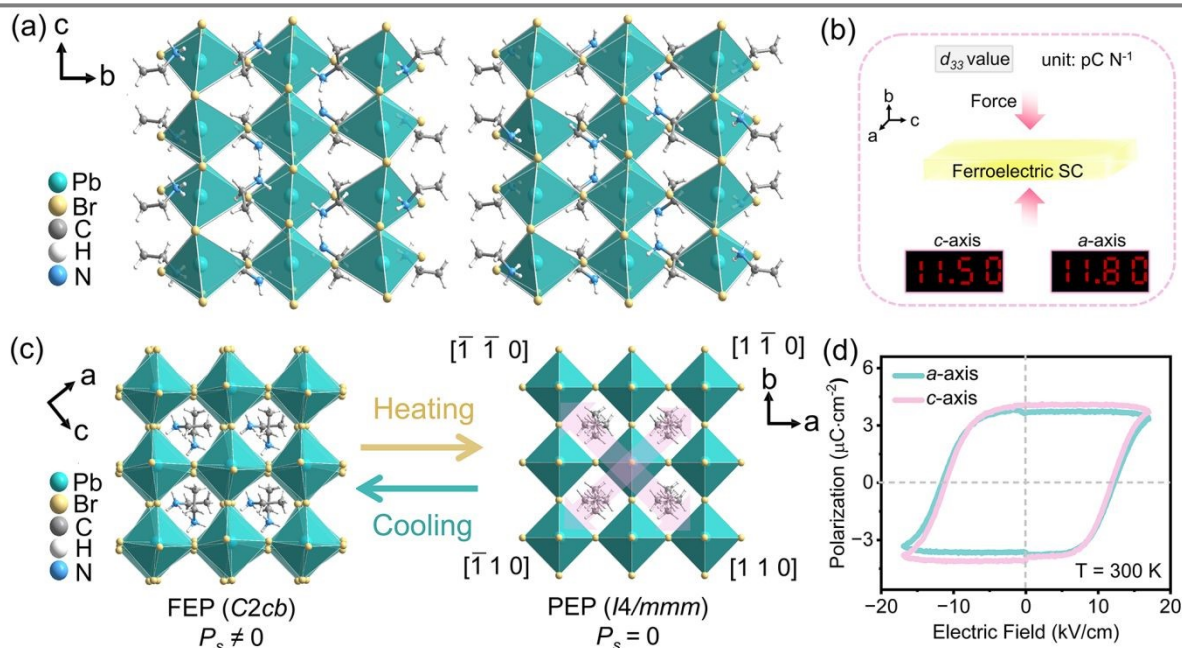 (a)
c
b
Pb
Br
C
H
N
(b)
d₃₃ value
unit: pC N⁻¹
Force
b
c
a
Ferroelectric SC
c-axis
a-axis
11.50
11.80
(c)
a
c
Pb
Br
C
H
N
Heating
Cooling
FEP (C2cb)
Pₛ ≠ 0
[1̅ 1̅ 0]
[1 1̅ 0]
b
a
[1̅ 1 0]
[1 1 0]
PEP (I4/mmm)
Pₛ = 0
(d)
Polarization (μC·cm⁻²)
6
3
0
−3
−6
a-axis
c-axis
T = 300 K
−20
−10
0
10
20
Electric Field (kV/cm)